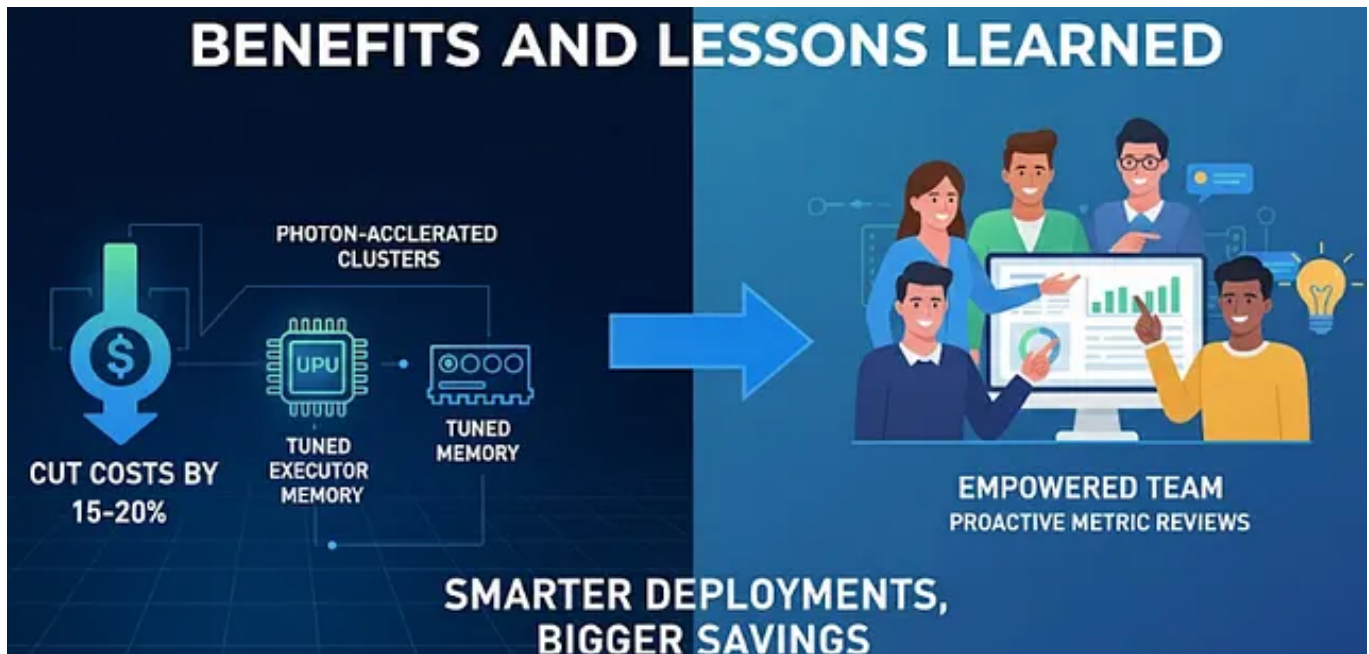 BENEFITS AND LESSONS LEARNED
PHOTON-ACCLERATED
CLUSTERS
$
UPU
TUNED
EXECUTOR
MEMORY
TUNED
MEMORY
CUT COSTS BY
15-20%
EMPOWERED TEAM
PROACTIVE METRIC REVIEWS
SMARTER DEPLOYMENTS,
BIGGER SAVINGS